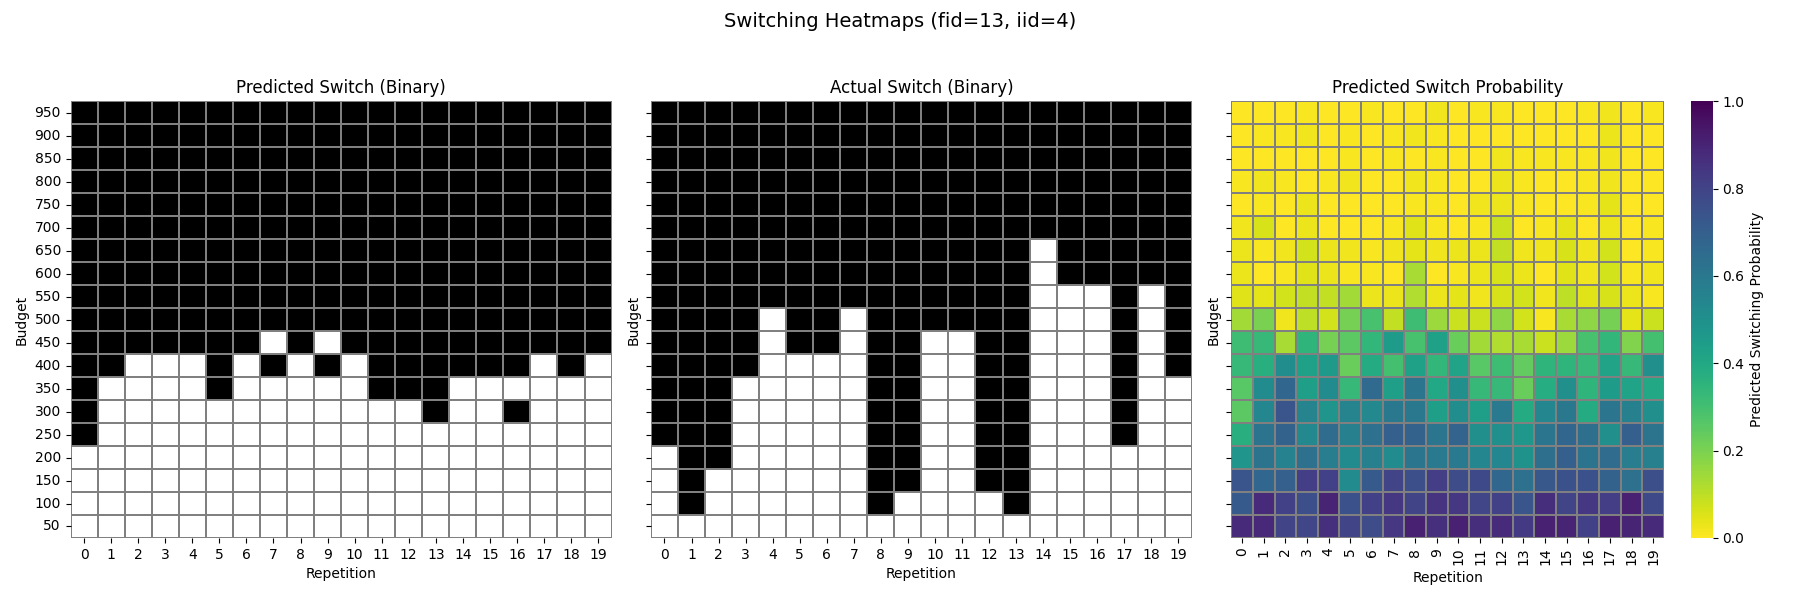 Switching Heatmaps (fid=13, iid=4)
Predicted Switch (Binary)
Budget
950
900
850
800
750
700
650
600
550
500
450
400
350
300
250
200
150
100
50
0 1 2 3 4 5 6 7 8 9 10 11 12 13 14 15 16 17 18 19
Repetition
Actual Switch (Binary)
Budget
0 1 2 3 4 5 6 7 8 9 10 11 12 13 14 15 16 17 18 19
Repetition
Predicted Switch Probability
Budget
0 1 2 3 4 5 6 7 8 9 10 11 12 13 14 15 16 17 18 19
Repetition
1.0
0.8
0.6
0.4
0.2
0.0
Predicted Switching Probability